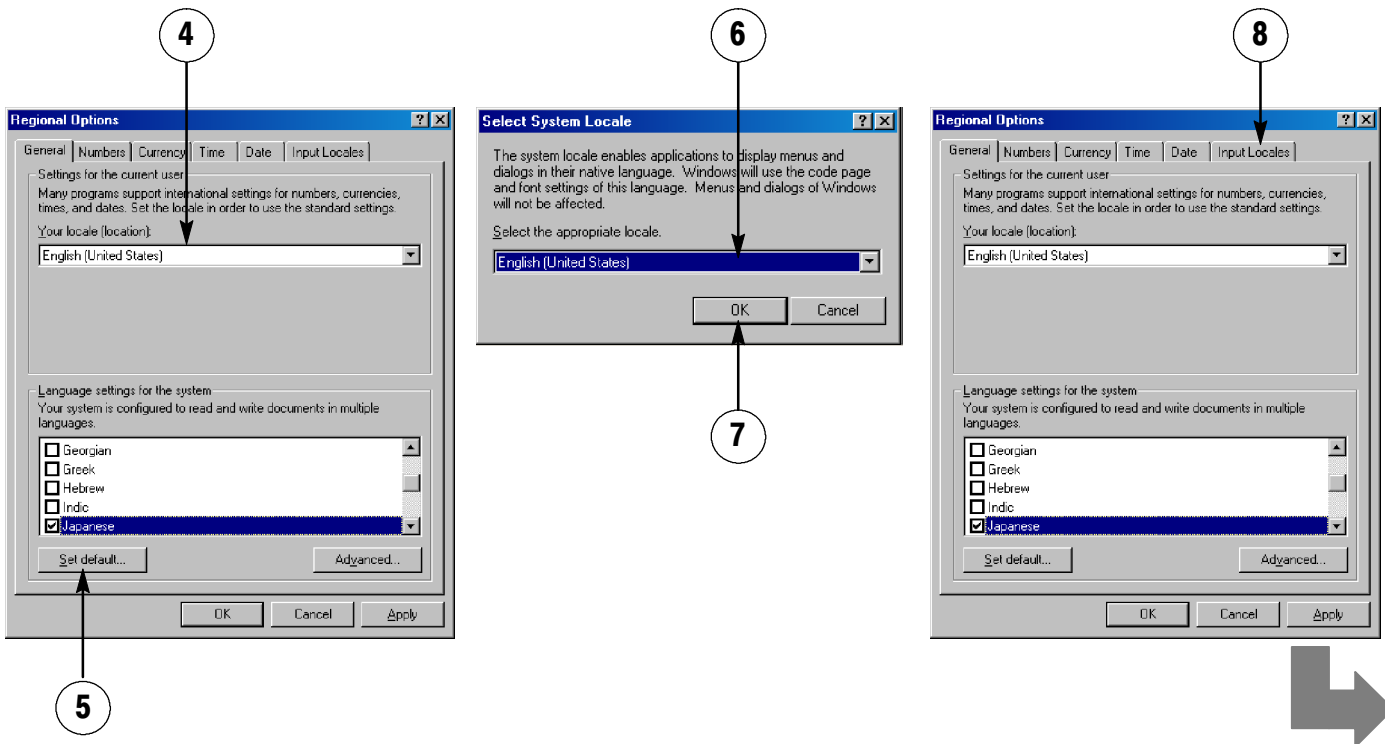 4
6
8
Regional Options
General Numbers Currency Time Date Input Locales
Settings for the current user
Many programs support international settings for numbers, currencies,
times, and dates. Set the locale in order to use the standard settings.
Your locale (location):
English (United States)
Language settings for the system
Your system is configured to read and write documents in multiple
languages.
Georgian
Greek
Hebrew
Indic
Japanese
Set default...
Advanced...
OK Cancel Apply
5
Select System Locale
The system locale enables applications to display menus and
dialogs in their native language. Windows will use the code page
and font settings of this language. Menus and dialogs of Windows
will not be affected.
Select the appropriate locale.
English (United States)
OK Cancel
7
Regional Options
General Numbers Currency Time Date Input Locales
Settings for the current user
Many programs support international settings for numbers, currencies,
times, and dates. Set the locale in order to use the standard settings.
Your locale (location):
English (United States)
Language settings for the system
Your system is configured to read and write documents in multiple
languages.
Georgian
Greek
Hebrew
Indic
Japanese
Set default...
Advanced...
OK Cancel Apply